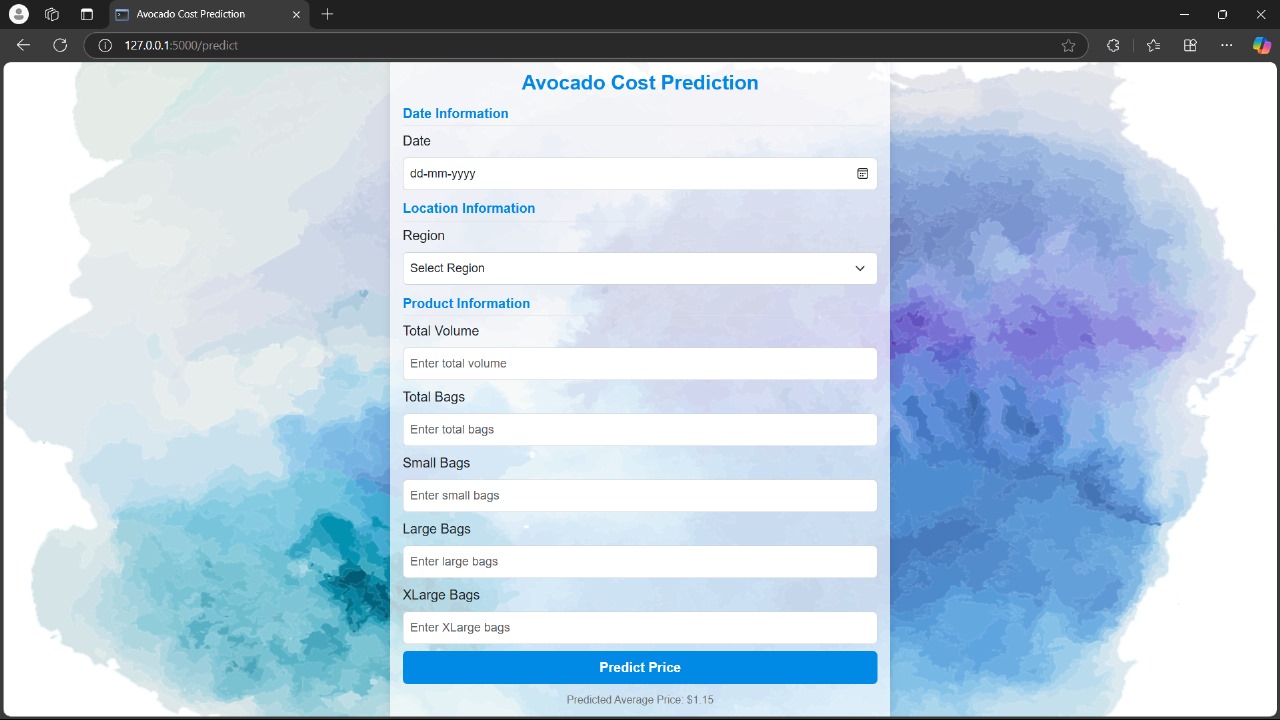 Avocado Cost Prediction
127.0.0.1:5000/predict
Avocado Cost Prediction
Date Information
Date
dd-mm-yyyy
Location Information
Region
Select Region
Product Information
Total Volume
Enter total volume
Total Bags
Enter total bags
Small Bags
Enter small bags
Large Bags
Enter large bags
XLarge Bags
Enter XLarge bags
Predict Price
Predicted Average Price: $1.15